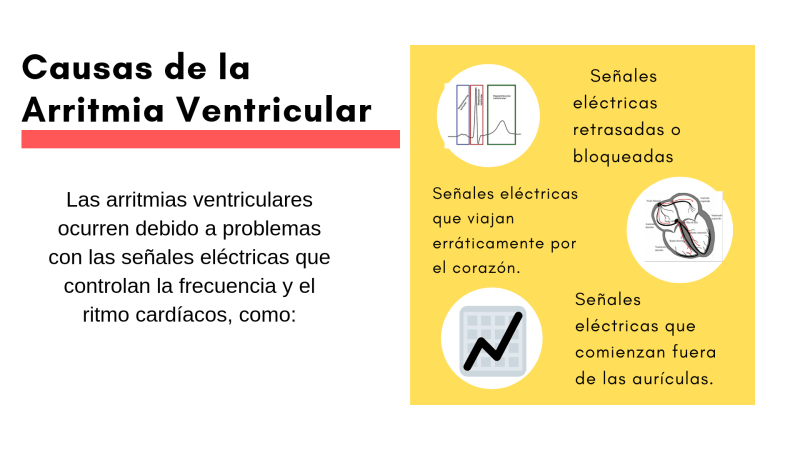 Causas de la
Arritmia Ventricular
Las arritmias ventriculares
ocurren debido a problemas
con las señales eléctricas que
controlan la frecuencia y el
ritmo cardíacos, como:
Señales
eléctricas
retrasadas o
bloqueadas
Señales eléctricas
que viajan
erráticamente por
el corazón.
Señales
eléctricas que
comienzan fuera
de las aurículas.